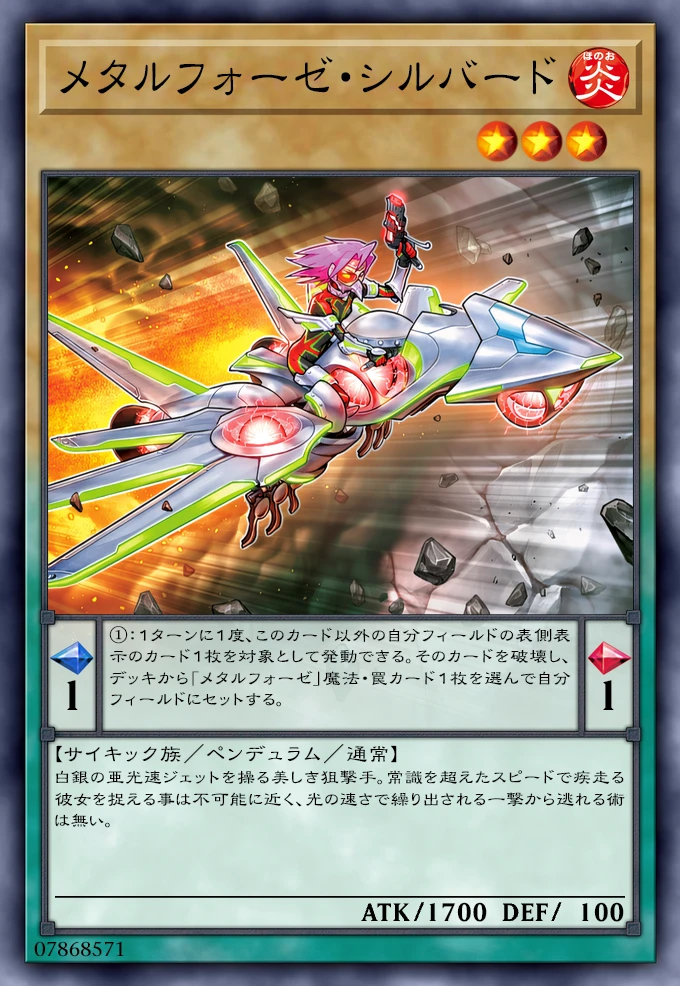 メタルフォーゼ・シルバード
ほのお
炎
①:1ターンに1度、このカード以外の自分フィールドの表側表
示のカード1枚を対象として発動できる。そのカードを破壊し、
デッキから「メタルフォーゼ」魔法・罠カード1枚を選んで自分
フィールドにセットする。
1
1
【サイキック族/ペンデュラム/通常】
白銀の亜光速ジェットを操る美しき狙撃手。常識を超えたスピードで疾走る
彼女を捉える事は不可能に近く、光の速さで繰り出される一撃から逃れる術
は無い。
ATK/1700 DEF/ 100
07868571